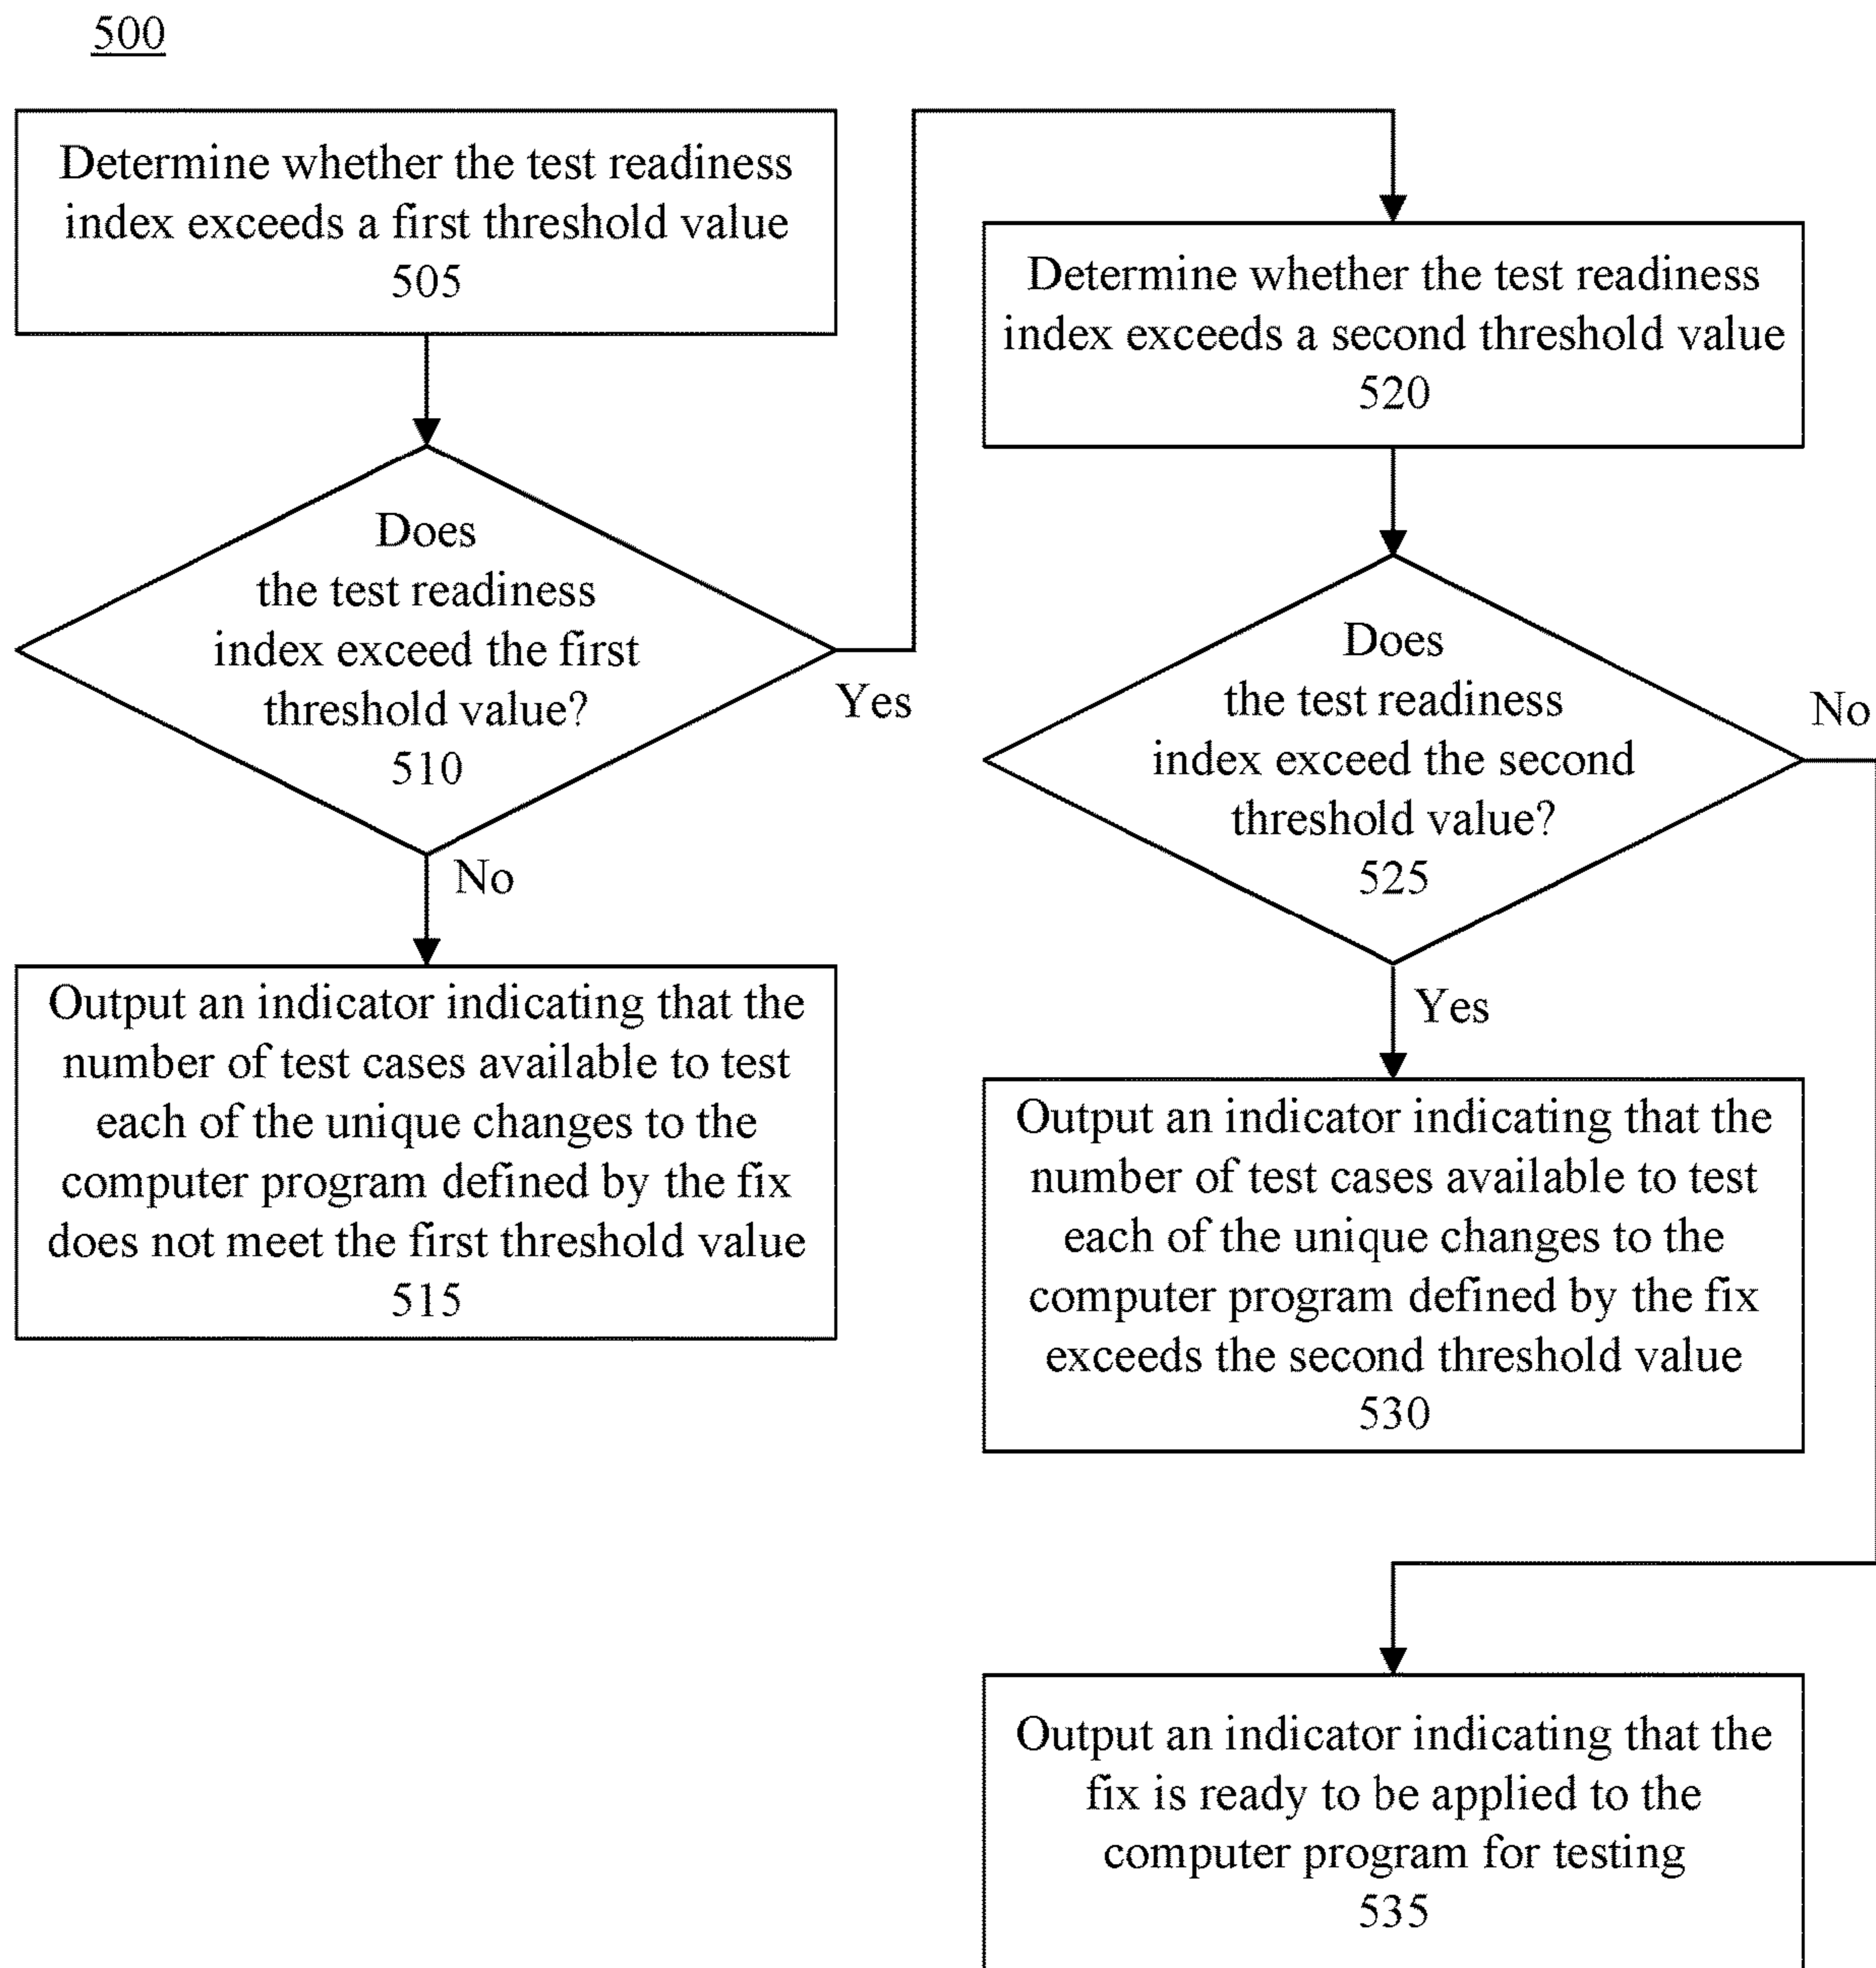 500
Determine whether the test readiness
index exceeds a first threshold value
505
Does
the test readiness
index exceed the first
threshold value?
510
Yes
No
Output an indicator indicating that the
number of test cases available to test
each of the unique changes to the
computer program defined by the fix
does not meet the first threshold value
515
Determine whether the test readiness
index exceeds a second threshold value
520
Does
the test readiness
index exceed the second
threshold value?
525
No
Yes
Output an indicator indicating that the
number of test cases available to test
each of the unique changes to the
computer program defined by the fix
exceeds the second threshold value
530
Output an indicator indicating that the
fix is ready to be applied to the
computer program for testing
535